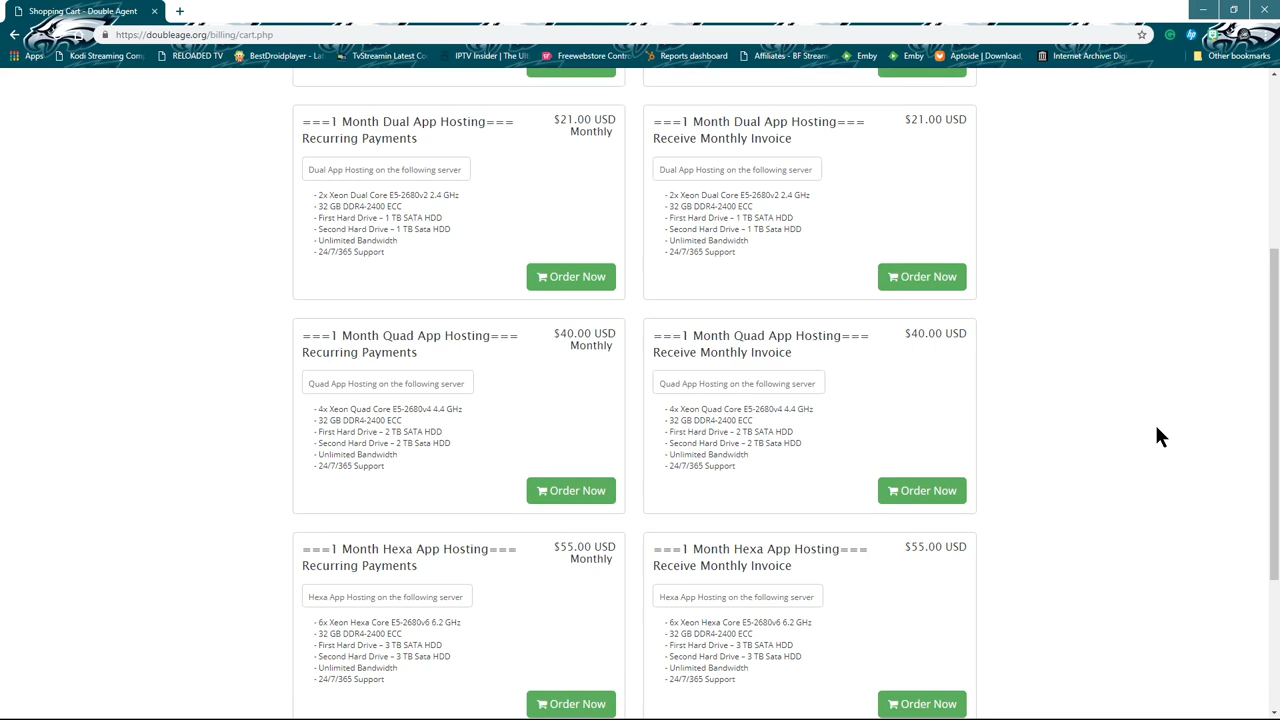 Shopping Cart - Double Agent
https://doubleage.org/billing/cart.php
Apps Kodi Streaming Com RELOADED TV BestDroidplayer - La TvStreamin Latest Co IPTV Insider | The Ult Freewebstore Contro Reports dashboard Affiliates - BF Stream Emby Emby Aptoide | Download, Internet Archive: Dig Other bookmarks
===1 Month Dual App Hosting=== $21.00 USD
Recurring Payments Monthly
Dual App Hosting on the following server
- 2x Xeon Dual Core E5-2680v2 2.4 GHz
- 32 GB DDR4-2400 ECC
- First Hard Drive – 1 TB SATA HDD
- Second Hard Drive – 1 TB Sata HDD
- Unlimited Bandwidth
- 24/7/365 Support
Order Now
===1 Month Dual App Hosting=== $21.00 USD
Receive Monthly Invoice
Dual App Hosting on the following server
- 2x Xeon Dual Core E5-2680v2 2.4 GHz
- 32 GB DDR4-2400 ECC
- First Hard Drive – 1 TB SATA HDD
- Second Hard Drive – 1 TB Sata HDD
- Unlimited Bandwidth
- 24/7/365 Support
Order Now
===1 Month Quad App Hosting=== $40.00 USD
Recurring Payments Monthly
Quad App Hosting on the following server
- 4x Xeon Quad Core E5-2680v4 4.4 GHz
- 32 GB DDR4-2400 ECC
- First Hard Drive – 2 TB SATA HDD
- Second Hard Drive – 2 TB Sata HDD
- Unlimited Bandwidth
- 24/7/365 Support
Order Now
===1 Month Quad App Hosting=== $40.00 USD
Receive Monthly Invoice
Quad App Hosting on the following server
- 4x Xeon Quad Core E5-2680v4 4.4 GHz
- 32 GB DDR4-2400 ECC
- First Hard Drive – 2 TB SATA HDD
- Second Hard Drive – 2 TB Sata HDD
- Unlimited Bandwidth
- 24/7/365 Support
Order Now
===1 Month Hexa App Hosting=== $55.00 USD
Recurring Payments Monthly
Hexa App Hosting on the following server
- 6x Xeon Hexa Core E5-2680v6 6.2 GHz
- 32 GB DDR4-2400 ECC
- First Hard Drive – 3 TB SATA HDD
- Second Hard Drive – 3 TB Sata HDD
- Unlimited Bandwidth
- 24/7/365 Support
Order Now
===1 Month Hexa App Hosting=== $55.00 USD
Receive Monthly Invoice
Hexa App Hosting on the following server
- 6x Xeon Hexa Core E5-2680v6 6.2 GHz
- 32 GB DDR4-2400 ECC
- First Hard Drive – 3 TB SATA HDD
- Second Hard Drive – 3 TB Sata HDD
- Unlimited Bandwidth
- 24/7/365 Support
Order Now